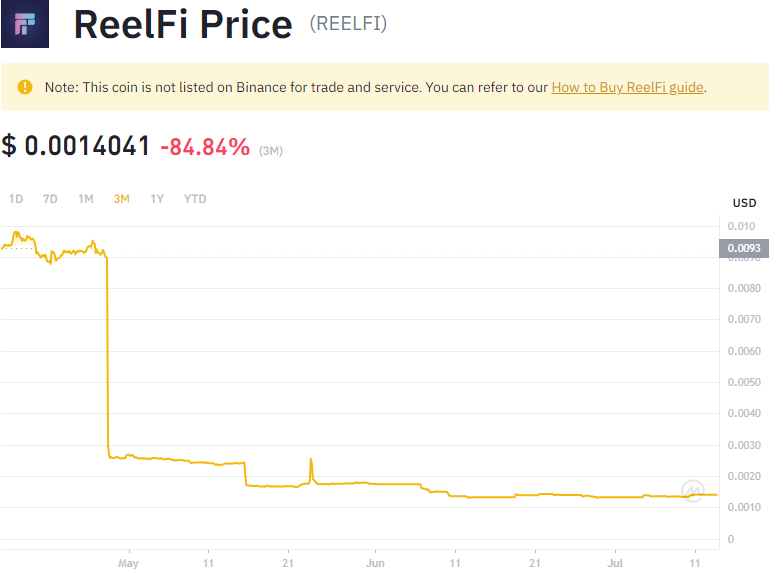 ReelFi Price (REELFI)
Note: This coin is not listed on Binance for trade and service. You can refer to our How to Buy ReelFi guide.
$ 0.0014041 -84.84% (3M)
1D 7D 1M 3M 1Y YTD
USD
0.010
0.0093
0.0090
0.0080
0.0070
0.0060
0.0050
0.0040
0.0030
0.0020
0.0010
0
May 11 21 Jun 11 21 Jul 11